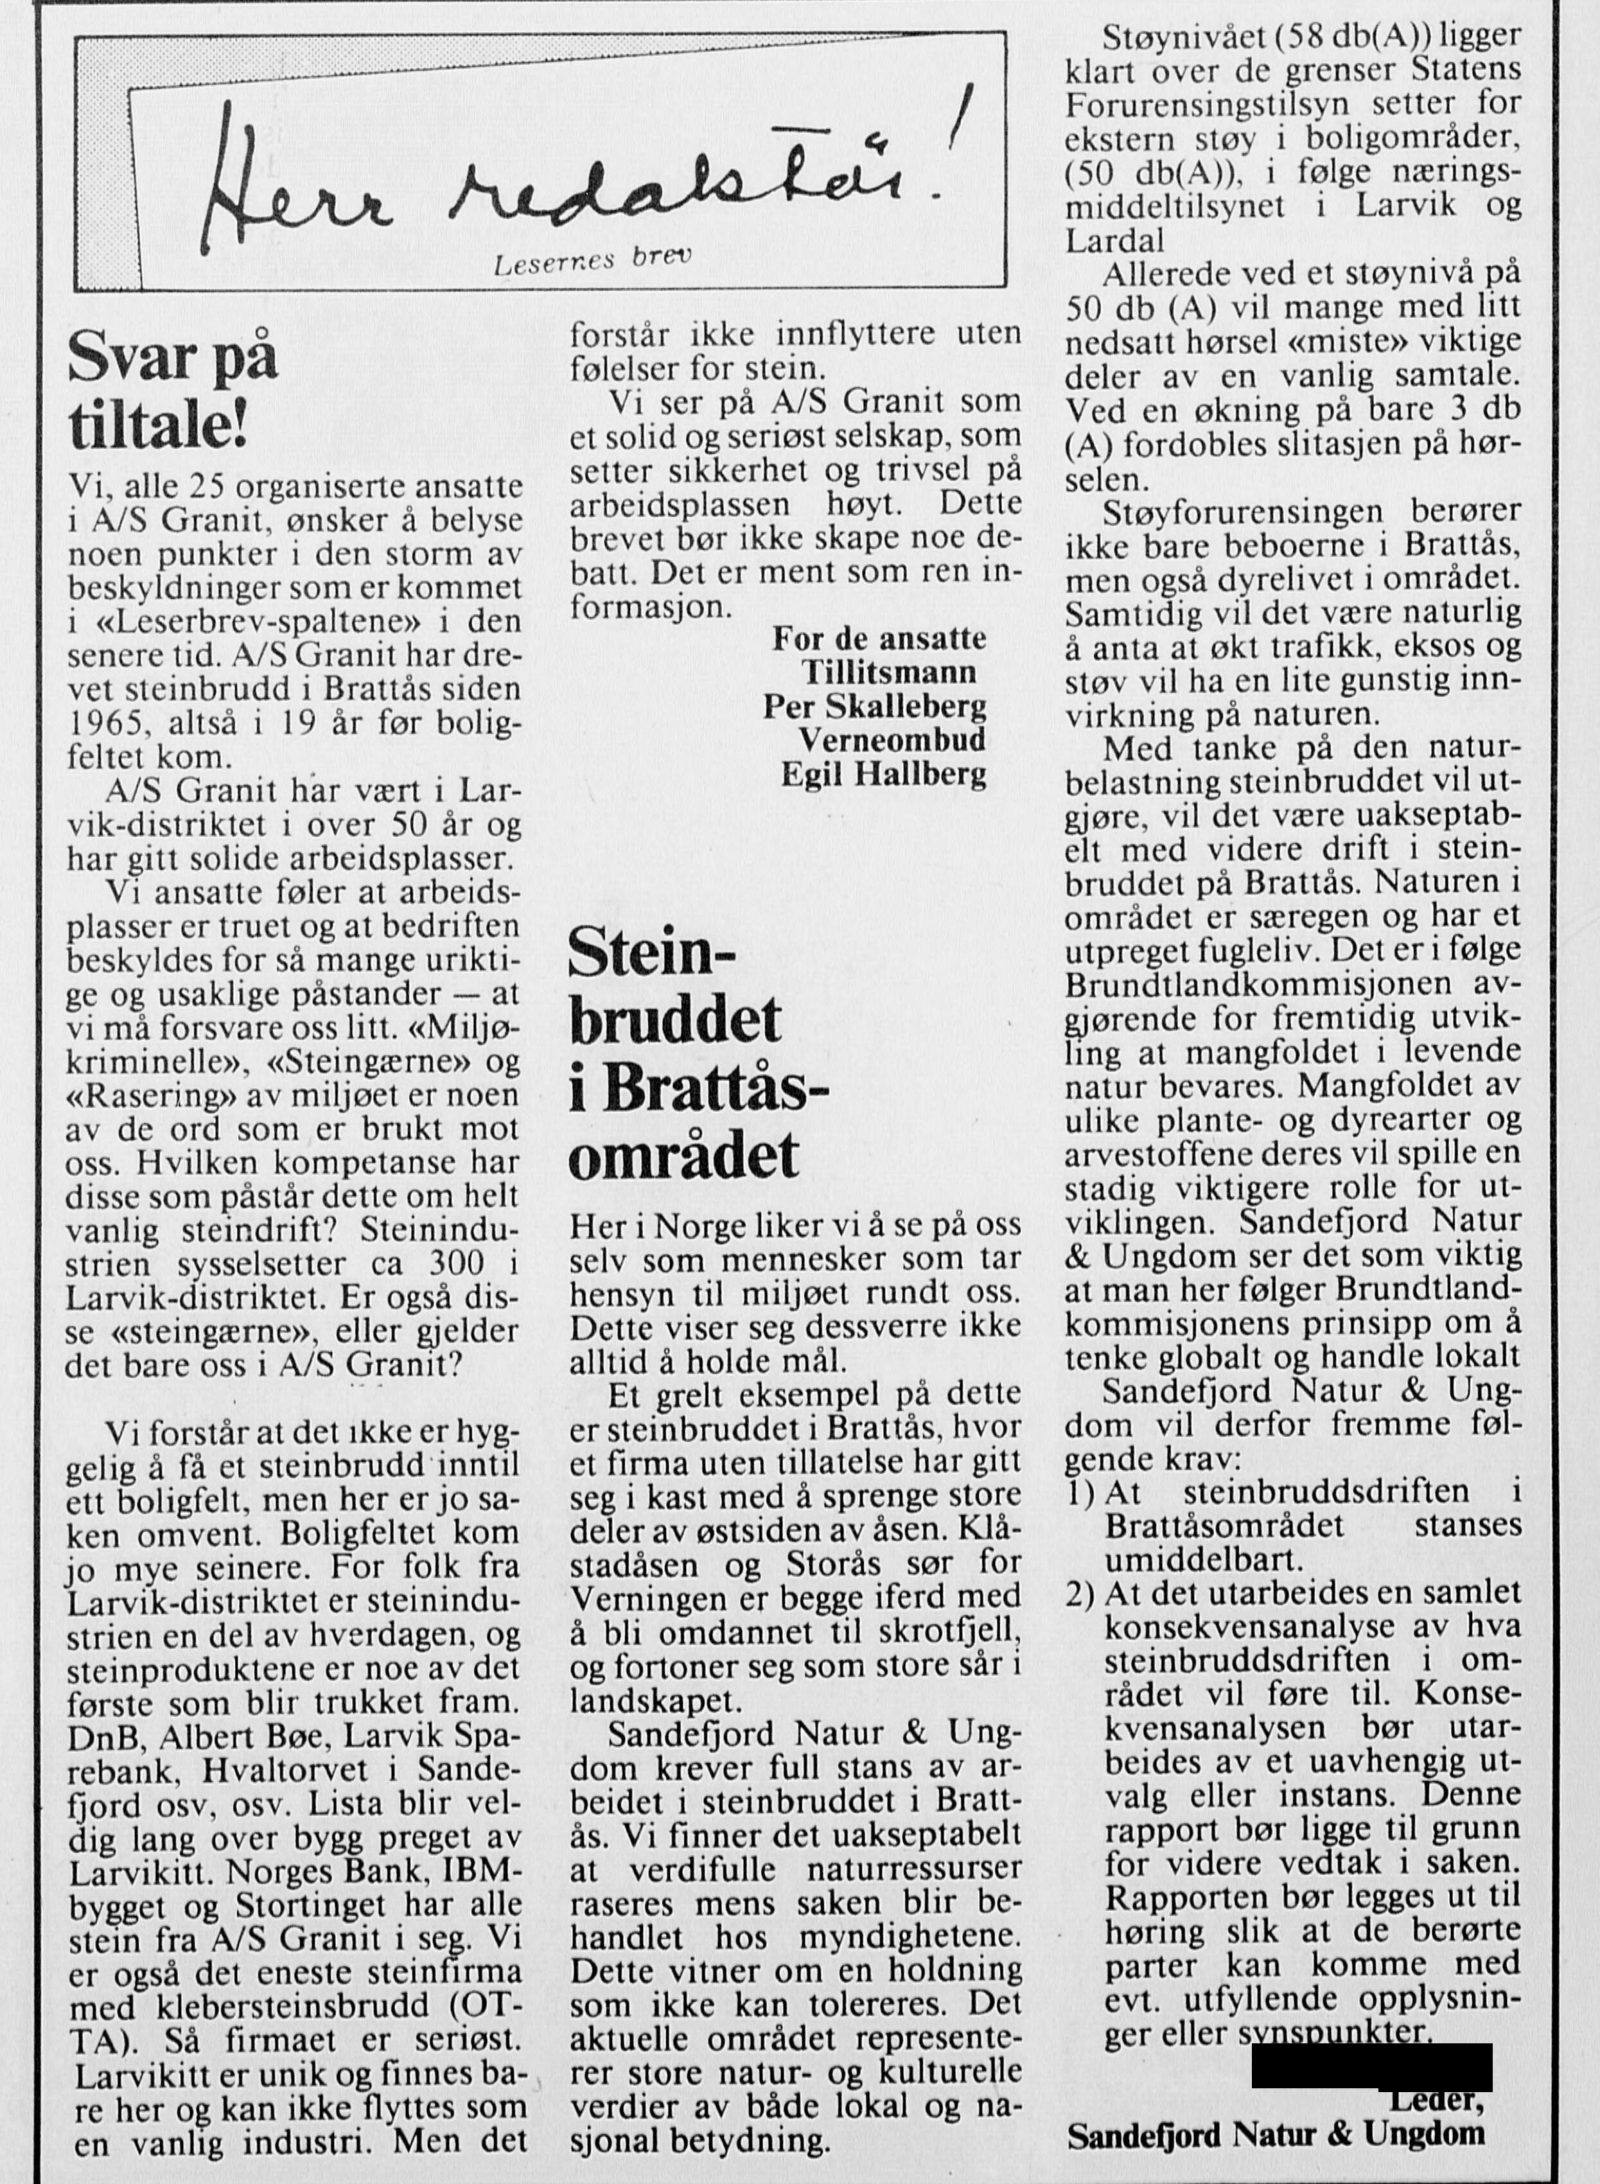 Herr redaktør!
Lesernes brev
Svar på
tiltale!
Vi, alle 25 organiserte ansatte
i A/S Granit, ønsker å belyse
noen punkter i den storm av
beskyldninger som er kommet
i «Leserbrev-spaltene» i den
senere tid. A/S Granit har dre-
vet steinbrudd i Brattås siden
1965, altså i 19 år før bolig-
feltet kom.
A/S Granit har vært i Lar-
vik-distriktet i over 50 år og
har gitt solide arbeidsplasser.
Vi ansatte føler at arbeids-
plasser er truet og at bedriften
beskyldes for så mange urikti-
ge og usaklige påstander — at
vi må forsvare oss litt. «Miljø-
kriminelle», «Steingærne» og
«Rasering» av miljøet er noen
av de ord som er brukt mot
oss. Hvilken kompetanse har
disse som påstår dette om helt
vanlig steindrift? Steinindu-
strien sysselsetter ca 300 i
Larvik-distriktet. Er også dis-
se «steingærne», eller gjelder
det bare oss i A/S Granit?
Vi forstår at det ikke er hyg-
gelig å få et steinbrudd inntil
ett boligfelt, men her er jo sa-
ken omvent. Boligfeltet kom
jo mye seinere. For folk fra
Larvik-distriktet er steinindu-
strien en del av hverdagen, og
steinproduktene er noe av det
første som blir trukket fram.
DnB, Albert Bøe, Larvik Spa-
rebank, Hvaltorvet i Sande-
fjord osv, osv. Lista blir vel-
dig lang over bygg preget av
Larvikitt. Norges Bank, IBM-
bygget og Stortinget har alle
stein fra A/S Granit i seg. Vi
er også det eneste steinfirma
med klebersteinsbrudd (OT-
TA). Så firmaet er seriøst.
Larvikitt er unik og finnes ba-
re her og kan ikke flyttes som
en vanlig industri. Men det
forstår ikke innflyttere uten
følelser for stein.
Vi ser på A/S Granit som
et solid og seriøst selskap, som
setter sikkerhet og trivsel på
arbeidsplassen høyt. Dette
brevet bør ikke skape noe de-
batt. Det er ment som ren in-
formasjon.
For de ansatte
Tillitsmann
Per Skalleberg
Verneombud
Egil Hallberg
Stein-
bruddet
i Brattås-
området
Her i Norge liker vi å se på oss
selv som mennesker som tar
hensyn til miljøet rundt oss.
Dette viser seg dessverre ikke
alltid å holde mål.
Et grelt eksempel på dette
er steinbruddet i Brattås, hvor
et firma uten tillatelse har gitt
seg i kast med å sprenge store
deler av østsiden av åsen. Klå-
stadåsen og Storås sør for
Verningen er begge iferd med
å bli omdannet til skrotfjell,
og fortoner seg som store sår i
landskapet.
Sandefjord Natur & Ung-
dom krever full stans av ar-
beidet i steinbruddet i Bratt-
ås. Vi finner det uakseptabelt
at verdifulle naturressurser
raseres mens saken blir be-
handlet hos myndighetene.
Dette vitner om en holdning
som ikke kan tolereres. Det
aktuelle området represente-
rer store natur- og kulturelle
verdier av både lokal og na-
sjonal betydning.
Støynivået (58 db(A)) ligger
klart over de grenser Statens
Forurensingstilsyn setter for
ekstern støy i boligområder,
(50 db(A)), i følge nærings-
middeltilsynet i Larvik og
Lardal
Allerede ved et støynivå på
50 db (A) vil mange med litt
nedsatt hørsel «miste» viktige
deler av en vanlig samtale.
Ved en økning på bare 3 db
(A) fordobles slitasjen på hør-
selen.
Støyforurensingen berører
ikke bare beboerne i Brattås,
men også dyrelivet i området.
Samtidig vil det være naturlig
å anta at økt trafikk, eksos og
støv vil ha en lite gunstig inn-
virkning på naturen.
Med tanke på den natur-
belastning steinbruddet vil ut-
gjøre, vil det være uakseptab-
elt med videre drift i stein-
bruddet på Brattås. Naturen i
området er særegen og har et
utpreget fugleliv. Det er i følge
Brundtlandkommisjonen av-
gjørende for fremtidig utvik-
ling at mangfoldet i levende
natur bevares. Mangfoldet av
ulike plante- og dyrearter og
arvestoffene deres vil spille en
stadig viktigere rolle for ut-
viklingen. Sandefjord Natur
& Ungdom ser det som viktig
at man her følger Brundtland-
kommisjonens prinsipp om å
tenke globalt og handle lokalt
Sandefjord Natur & Ung-
dom vil derfor fremme føl-
gende krav:
1) At steinbruddsdriften i
Brattåsområdet stanses
umiddelbart.
2) At det utarbeides en samlet
konsekvensanalyse av hva
steinbruddsdriften i om-
rådet vil føre til. Konse-
kvensanalysen bør utar-
beides av et uavhengig ut-
valg eller instans. Denne
rapport bør ligge til grunn
for videre vedtak i saken.
Rapporten bør legges ut til
høring slik at de berørte
parter kan komme med
evt. utfyllende opplysnin-
ger eller synspunkter.
Leder,
Sandefjord Natur & Ungdom